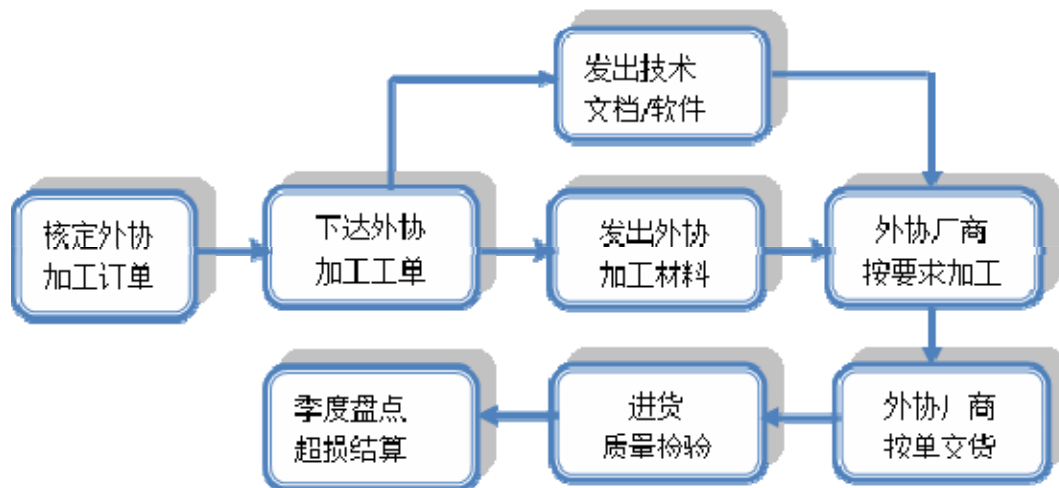 发出技术
文档/软件
核定外协
加工订单
下达外协
加工工单
发出外协
加工材料
外协厂商
按要求加工
季度盘点
超损结算
进货
质量检验
外协厂商
按单交货